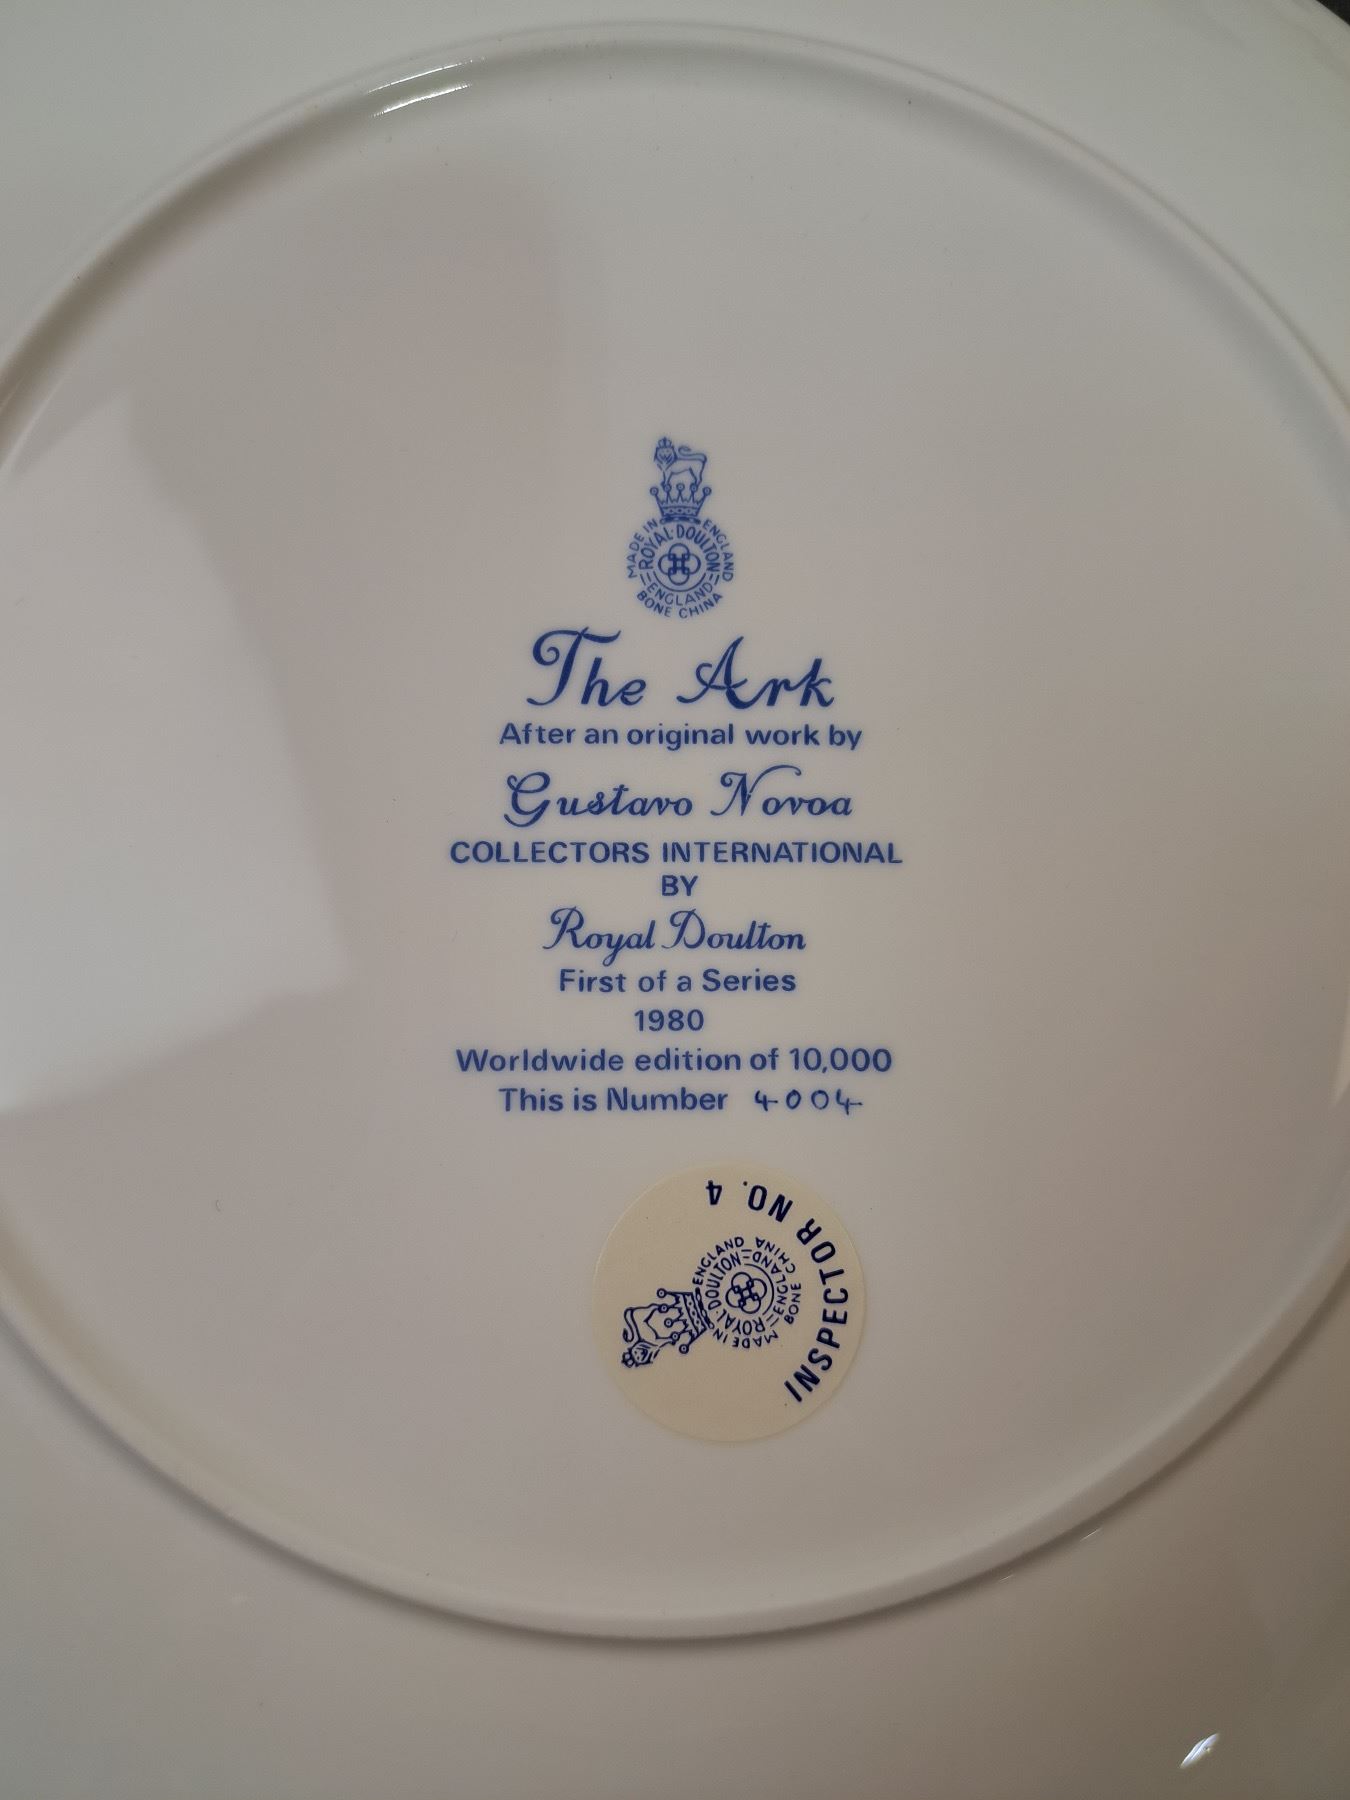 MADE IN ENGLAND
ROYAL DOULTON
ENGLAND
BONE CHINA
The Ark
After an original work by
Gustavo Novoa
COLLECTORS INTERNATIONAL
BY
Royal Doulton
First of a Series
1980
Worldwide edition of 10,000
This is Number 4004
INSPECTOR NO. 4
MADE IN ENGLAND
ROYAL DOULTON
ENGLAND
BONE CHINA